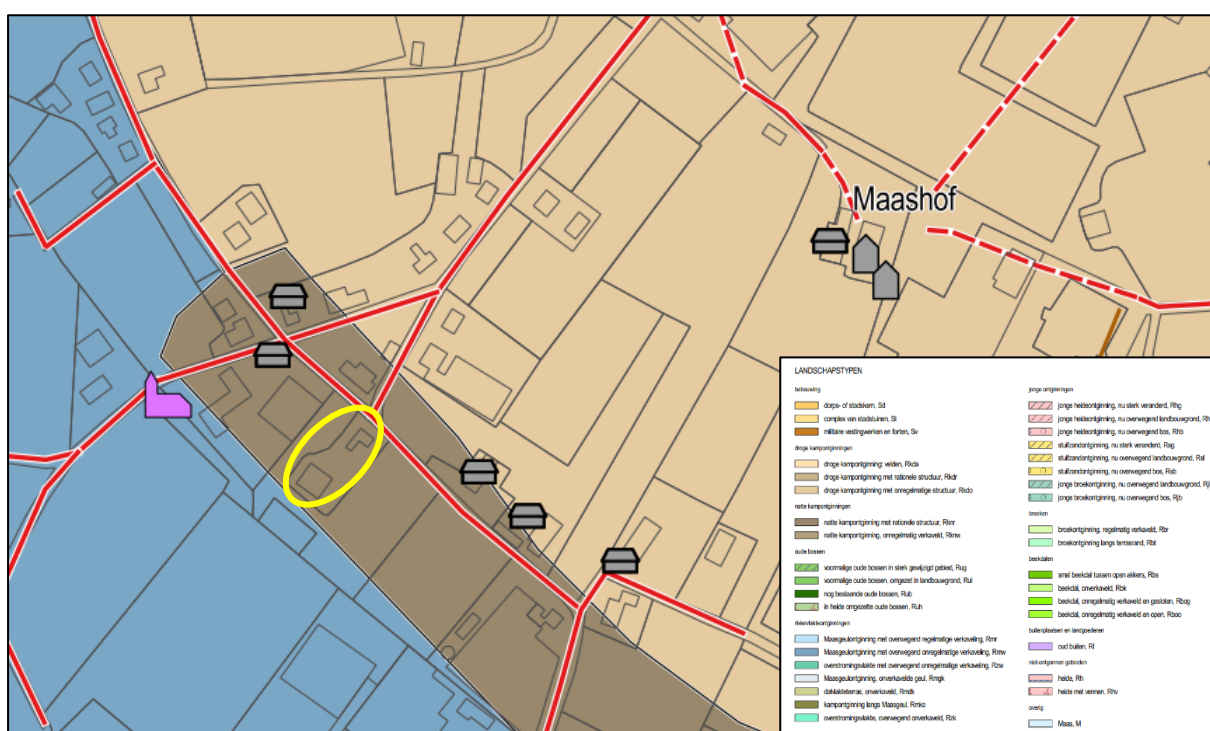 Maashof
LANDSCHAPSTYPEN
bebouwing
dorps- of stadskern, Sd
complex van stadstuinen, St
militaire vestingwerken en forten, Sv
droge kampontginningen
droge kampontginning: velden, Rkda
droge kampontginning met rationele structuur, Rkdr
droge kampontginning met onregelmatige structuur, Rkdo
natte kampontginningen
natte kampontginning met rationele structuur, Rknr
natte kampontginning, onregelmatig verkaveld, Rknw
oude bossen
voormalige oude bossen in sterk gewijzigd gebied, Rug
voormalige oude bossen, omgezet in landbouwgrond, Rul
nog bestaande oude bossen, Rub
in heide omgezette oude bossen, Ruh
riviervlakteontginningen
Maasgeulontginning met overwegend regelmatige verkaveling, Rmr
Maasgeulontginning met overwegend onregelmatige verkaveling, Rmw
overstromingsvlakte met overwegend onregelmatige verkaveling, Rzw
Maasgeulontginning, onverkavelde geul, Rmgk
dalvlakteterras, onverkaveld, Rmdk
kampontginning langs Maasgeul, Rmko
overstromingsvlakte, overwegend onverkaveld, Rzk
jonge ontginningen
jonge heideontginning, nu sterk veranderd, Rhg
jonge heideontginning, nu overwegend landbouwgrond, Rh
jonge heideontginning, nu overwegend bos, Rhb
stuifzandontginning, nu sterk veranderd, Rsg
stuifzandontginning, nu overwegend landbouwgrond, Rsl
stuifzandontginning, nu overwegend bos, Rsb
jonge broekontginning, nu overwegend landbouwgrond, Rjl
jonge broekontginning, nu overwegend bos, Rjb
broeken
broekontginning, regelmatig verkaveld, Rbr
broekontginning langs terrasrand, Rbt
beekdalen
smal beekdal tussen open akkers, Rbs
beekdal, onverkaveld, Rbk
beekdal, onregelmatig verkaveld en gesloten, Rbog
beekdal, onregelmatig verkaveld en open, Rboo
buitenplaatsen en landgoederen
oud buiten, Rl
niet-ontgonnen gebieden
heide, Rh
heide met vennen, Rhv
overig
Maas, M